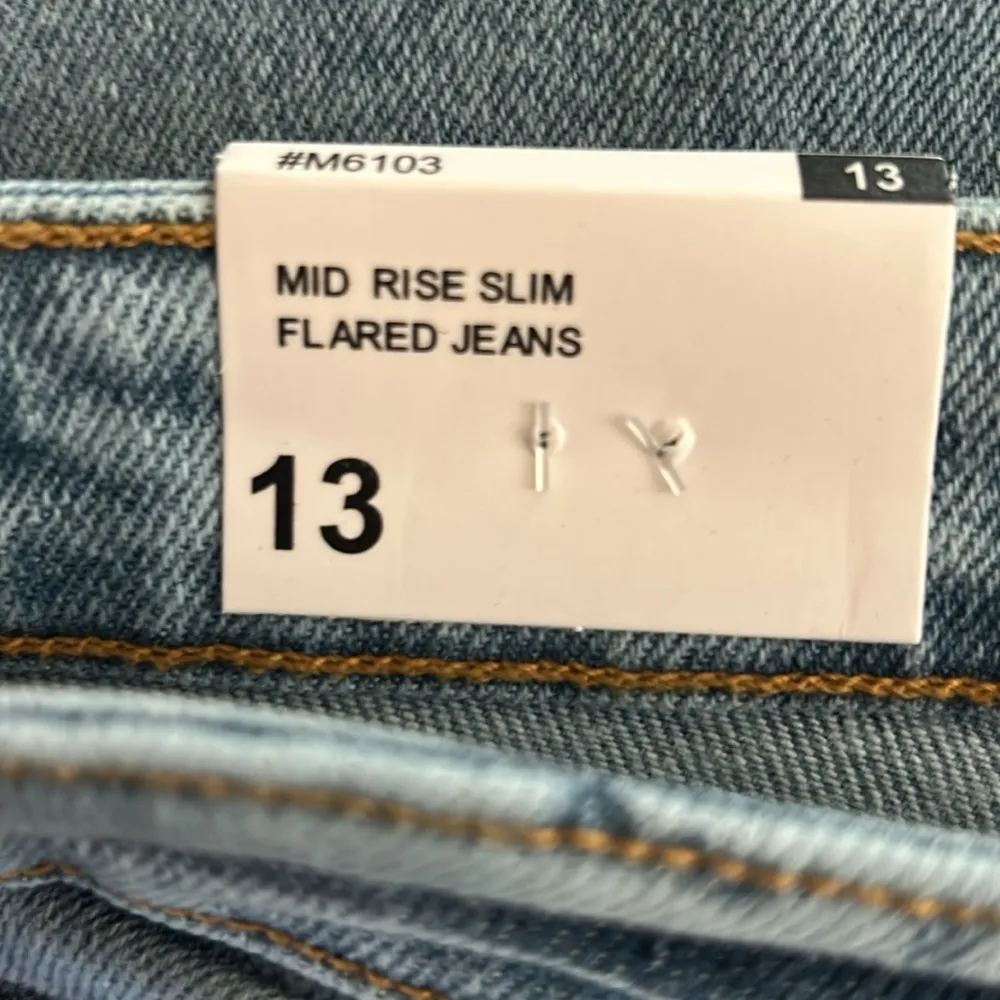 #M6103 13
MID RISE SLIM
FLARED JEANS
13